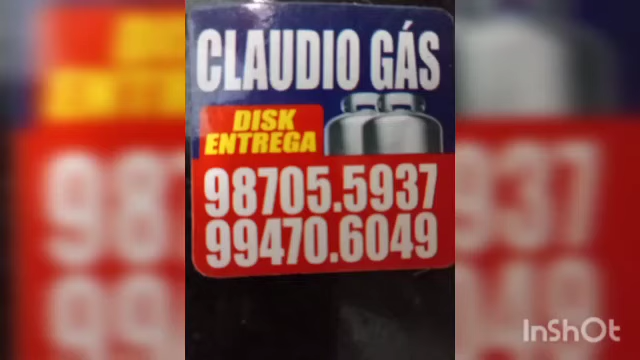 CLAUDIO GÁS
DISK
ENTREGA
98705.5937
99470.6049
InShOt